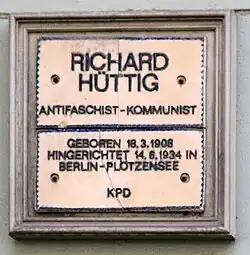 RICHARD
HÜTTIG
ANTIFASCHIST-KOMMUNIST
GEBOREN 18.3.1908
HINGERICHTET 14.6.1934 IN
BERLIN-PLÖTZENSEE
KPD